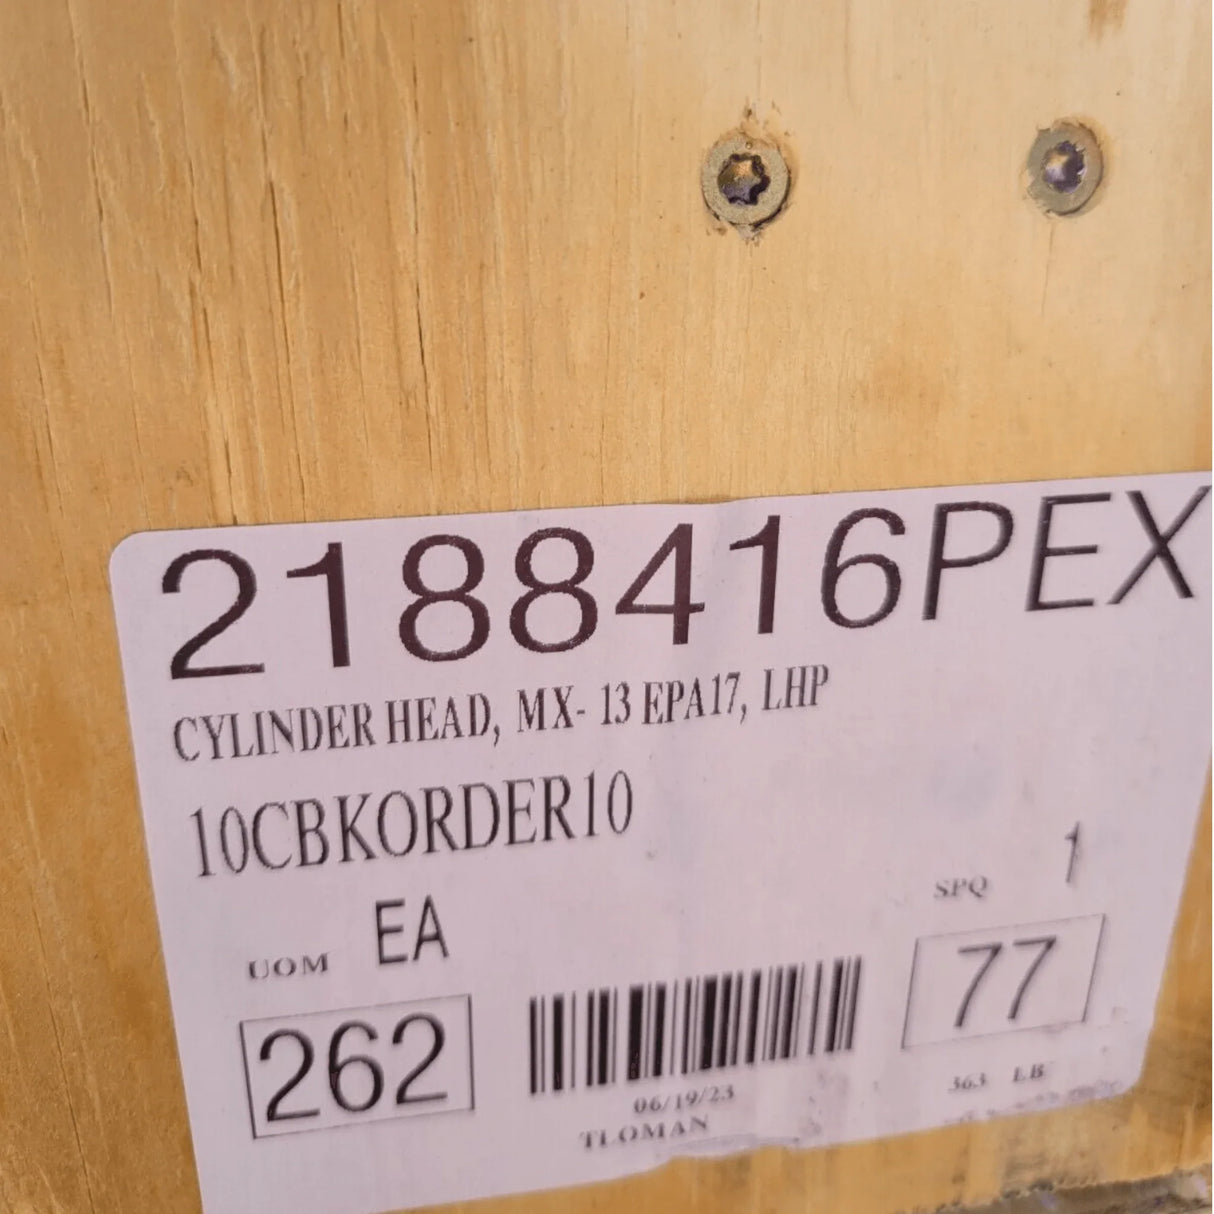 2188416PEX
CYLINDER HEAD, MX- 13 EPA17, LHP
10CBKORDER10
SPQ 1
UOM EA
262
77
06/19/23
363 LB
TLOMAN